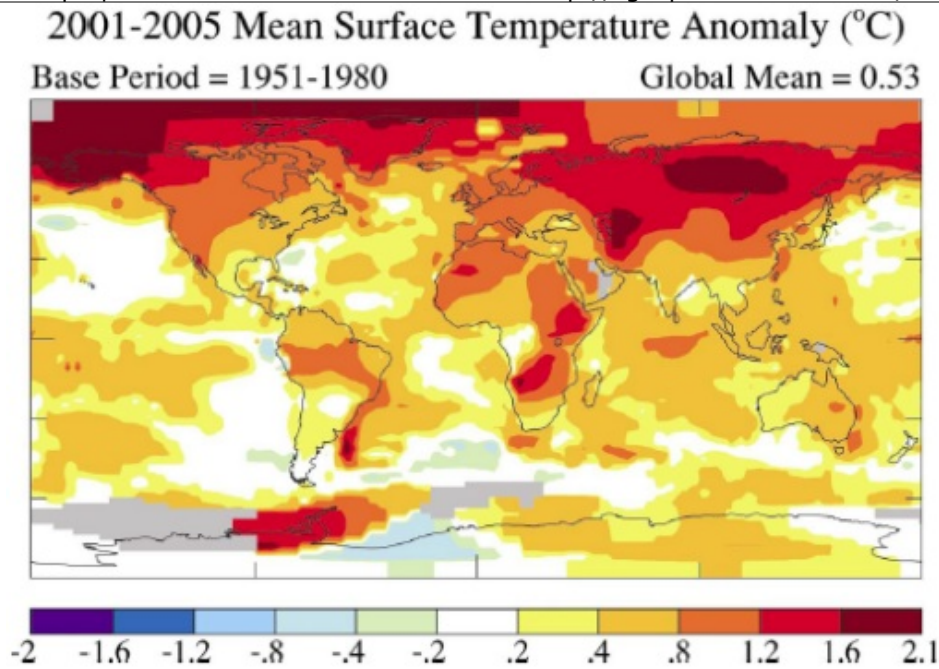 2001-2005 Mean Surface Temperature Anomaly (°C)
Base Period = 1951-1980 Global Mean = 0.53
-2 -1.6 -1.2 -.8 -.4 -.2 .2 .4 .8 1.2 1.6 2.1